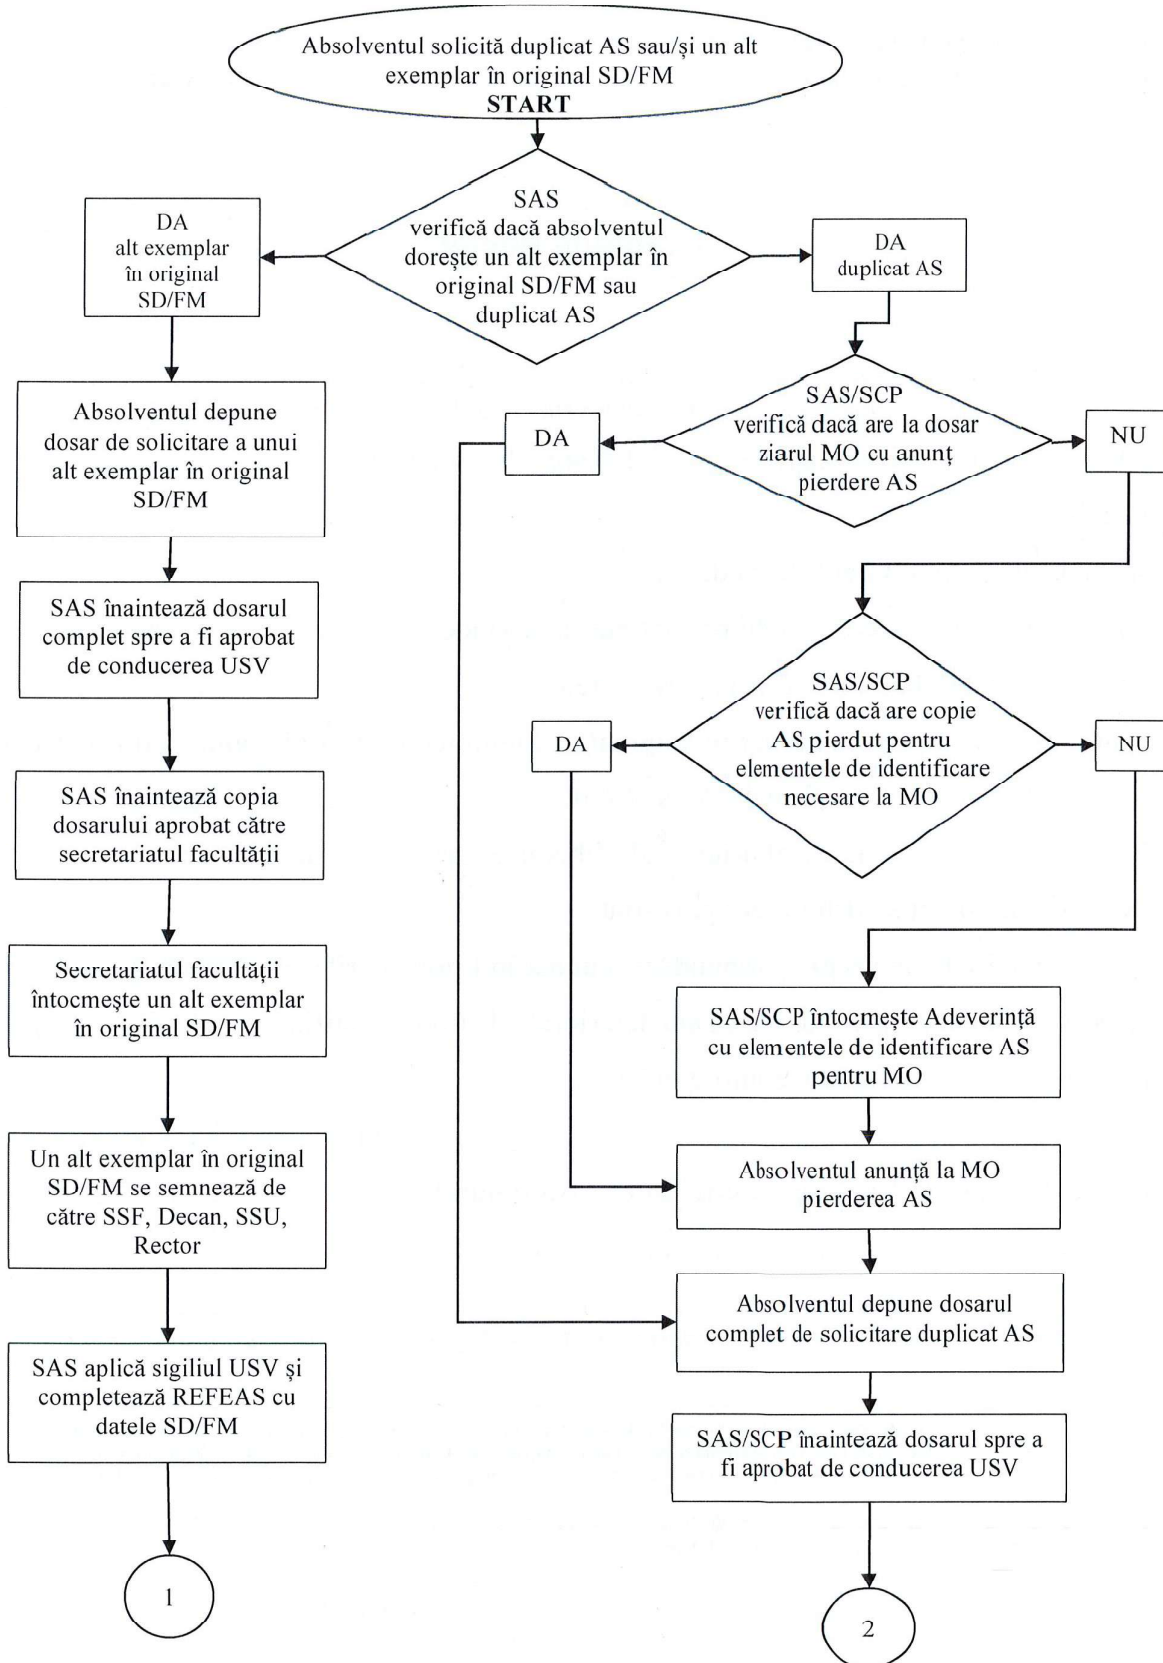 Absolventul solicită duplicat AS sau/și un alt
exemplar în original SD/FM
START
SAS
verifică dacă absolventul
dorește un alt exemplar în
original SD/FM sau
duplicat AS
DA
alt exemplar
în original
SD/FM
DA
duplicat AS
Absolventul depune
dosar de solicitare a unui
alt exemplar în original
SD/FM
SAS/SCP
verifică dacă are la dosar
ziarul MO cu anunț
pierdere AS
DA
NU
SAS înaintează dosarul
complet spre a fi aprobat
de conducerea USV
SAS/SCP
verifică dacă are copie
AS pierdut pentru
elementele de identificare
necesare la MO
DA
NU
SAS înaintează copia
dosarului aprobat către
secretariatul facultății
Secretariatul facultății
întocmește un alt exemplar
în original SD/FM
SAS/SCP întocmește Adeverință
cu elementele de identificare AS
pentru MO
Un alt exemplar în original
SD/FM se semnează de
către SSF, Decan, SSU,
Rector
Absolventul anunță la MO
pierderea AS
Absolventul depune dosarul
complet de solicitare duplicat AS
SAS aplică sigiliul USV și
completează REFEAS cu
datele SD/FM
SAS/SCP înaintează dosarul spre a
fi aprobat de conducerea USV
1
2